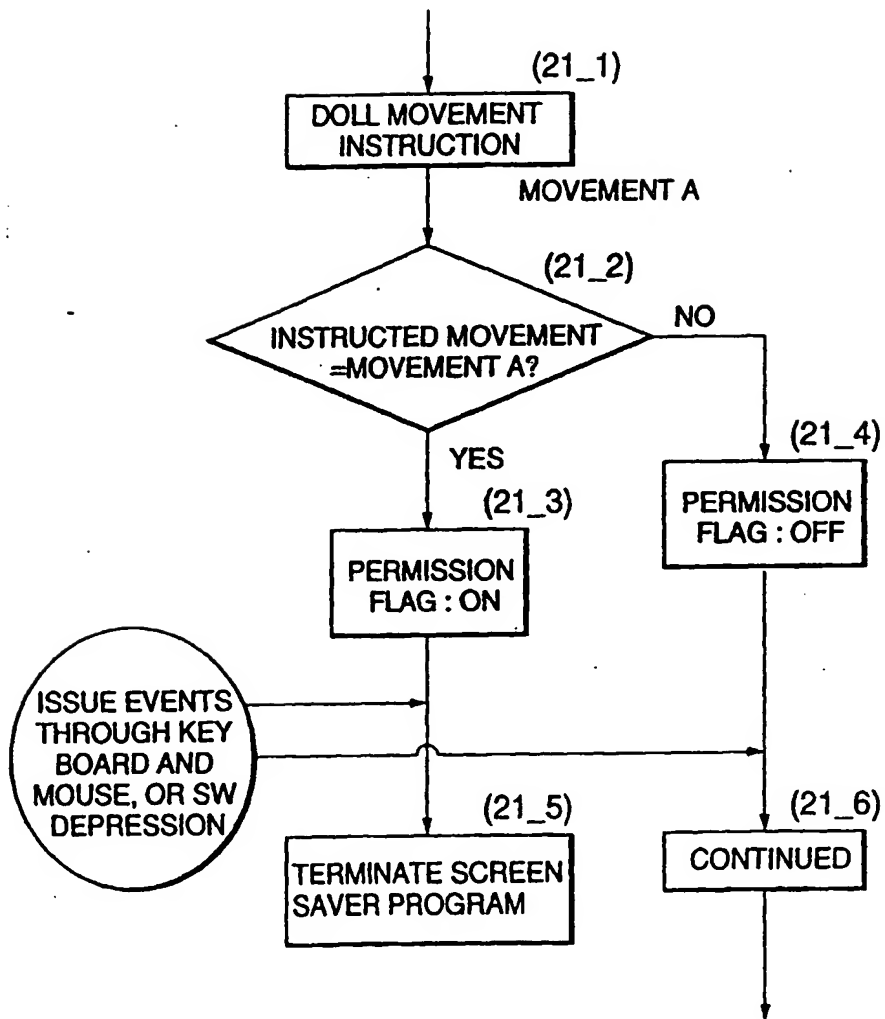 (21_1)
DOLL MOVEMENT
INSTRUCTION
MOVEMENT A
(21_2)
INSTRUCTED MOVEMENT
=MOVEMENT A?
NO
YES
(21_3)
PERMISSION
FLAG : ON
(21_4)
PERMISSION
FLAG : OFF
ISSUE EVENTS
THROUGH KEY
BOARD AND
MOUSE, OR SW
DEPRESSION
(21_5)
TERMINATE SCREEN
SAVER PROGRAM
(21_6)
CONTINUED